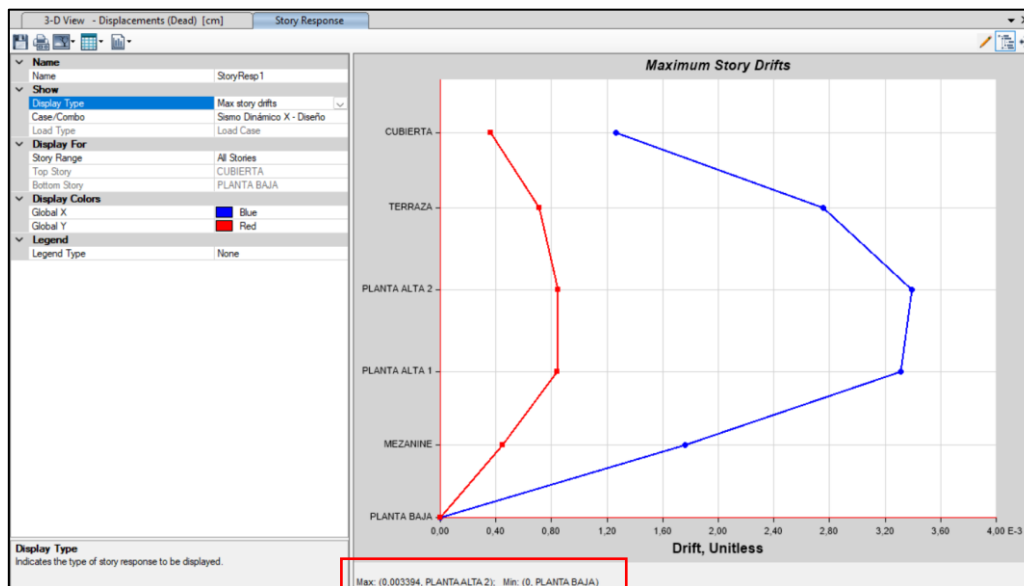 3-D View - Displacements (Dead) [cm]
Story Response
Name
Name StoryResp1
Show
Display Type Max story drifts
Case/Combo Sismo Dinámico X - Diseño
Load Type Load Case
Display For
Story Range All Stories
Top Story CUBIERTA
Bottom Story PLANTA BAJA
Display Colors
Global X Blue
Global Y Red
Legend
Legend Type None
Display Type
Indicates the type of story response to be displayed.
Maximum Story Drifts
CUBIERTA
TERRAZA
PLANTA ALTA 2
PLANTA ALTA 1
MEZANINE
PLANTA BAJA
0,00 0,40 0,80 1,20 1,60 2,00 2,40 2,80 3,20 3,60 4,00 E-3
Drift, Unitless
Max: (0.003394, PLANTA ALTA 2); Min: (0, PLANTA BAJA)